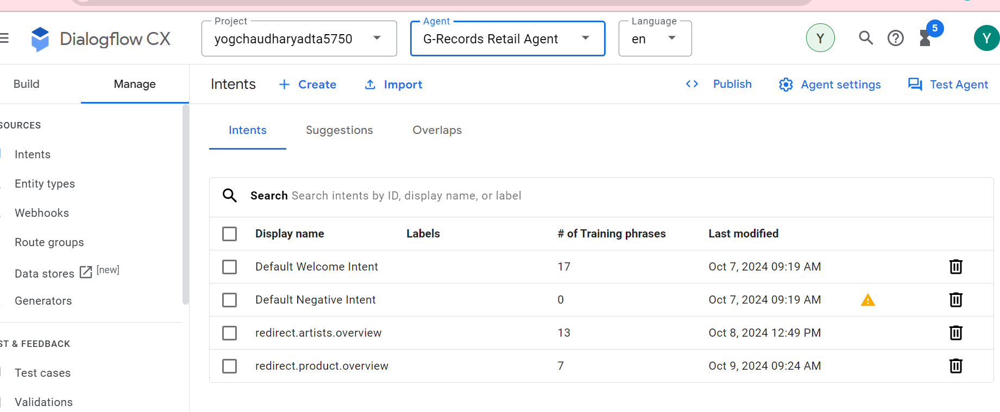 Dialogflow CX
Project
yogchaudharyadta5750
Agent
G-Records Retail Agent
Language
en
Y
5
Y
Build
Manage
Intents
Create
Import
Publish
Agent settings
Test Agent
SOURCES
Intents
Entity types
Webhooks
Route groups
Data stores [new]
Generators
ST & FEEDBACK
Test cases
Validations
Intents
Suggestions
Overlaps
Search Search intents by ID, display name, or label
Display name Labels # of Training phrases Last modified
Default Welcome Intent 17 Oct 7, 2024 09:19 AM
Default Negative Intent 0 Oct 7, 2024 09:19 AM
redirect.artists.overview 13 Oct 8, 2024 12:49 PM
redirect.product.overview 7 Oct 9, 2024 09:24 AM